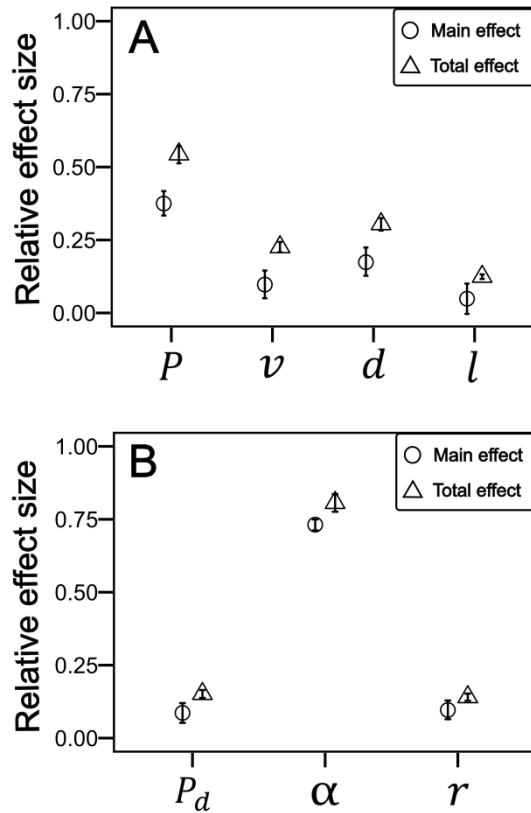 A
Main effect
Total effect
Relative effect size
1.00
0.75
0.50
0.25
0.00
P v d l
B
Main effect
Total effect
Relative effect size
1.00
0.75
0.50
0.25
0.00
P_d α r